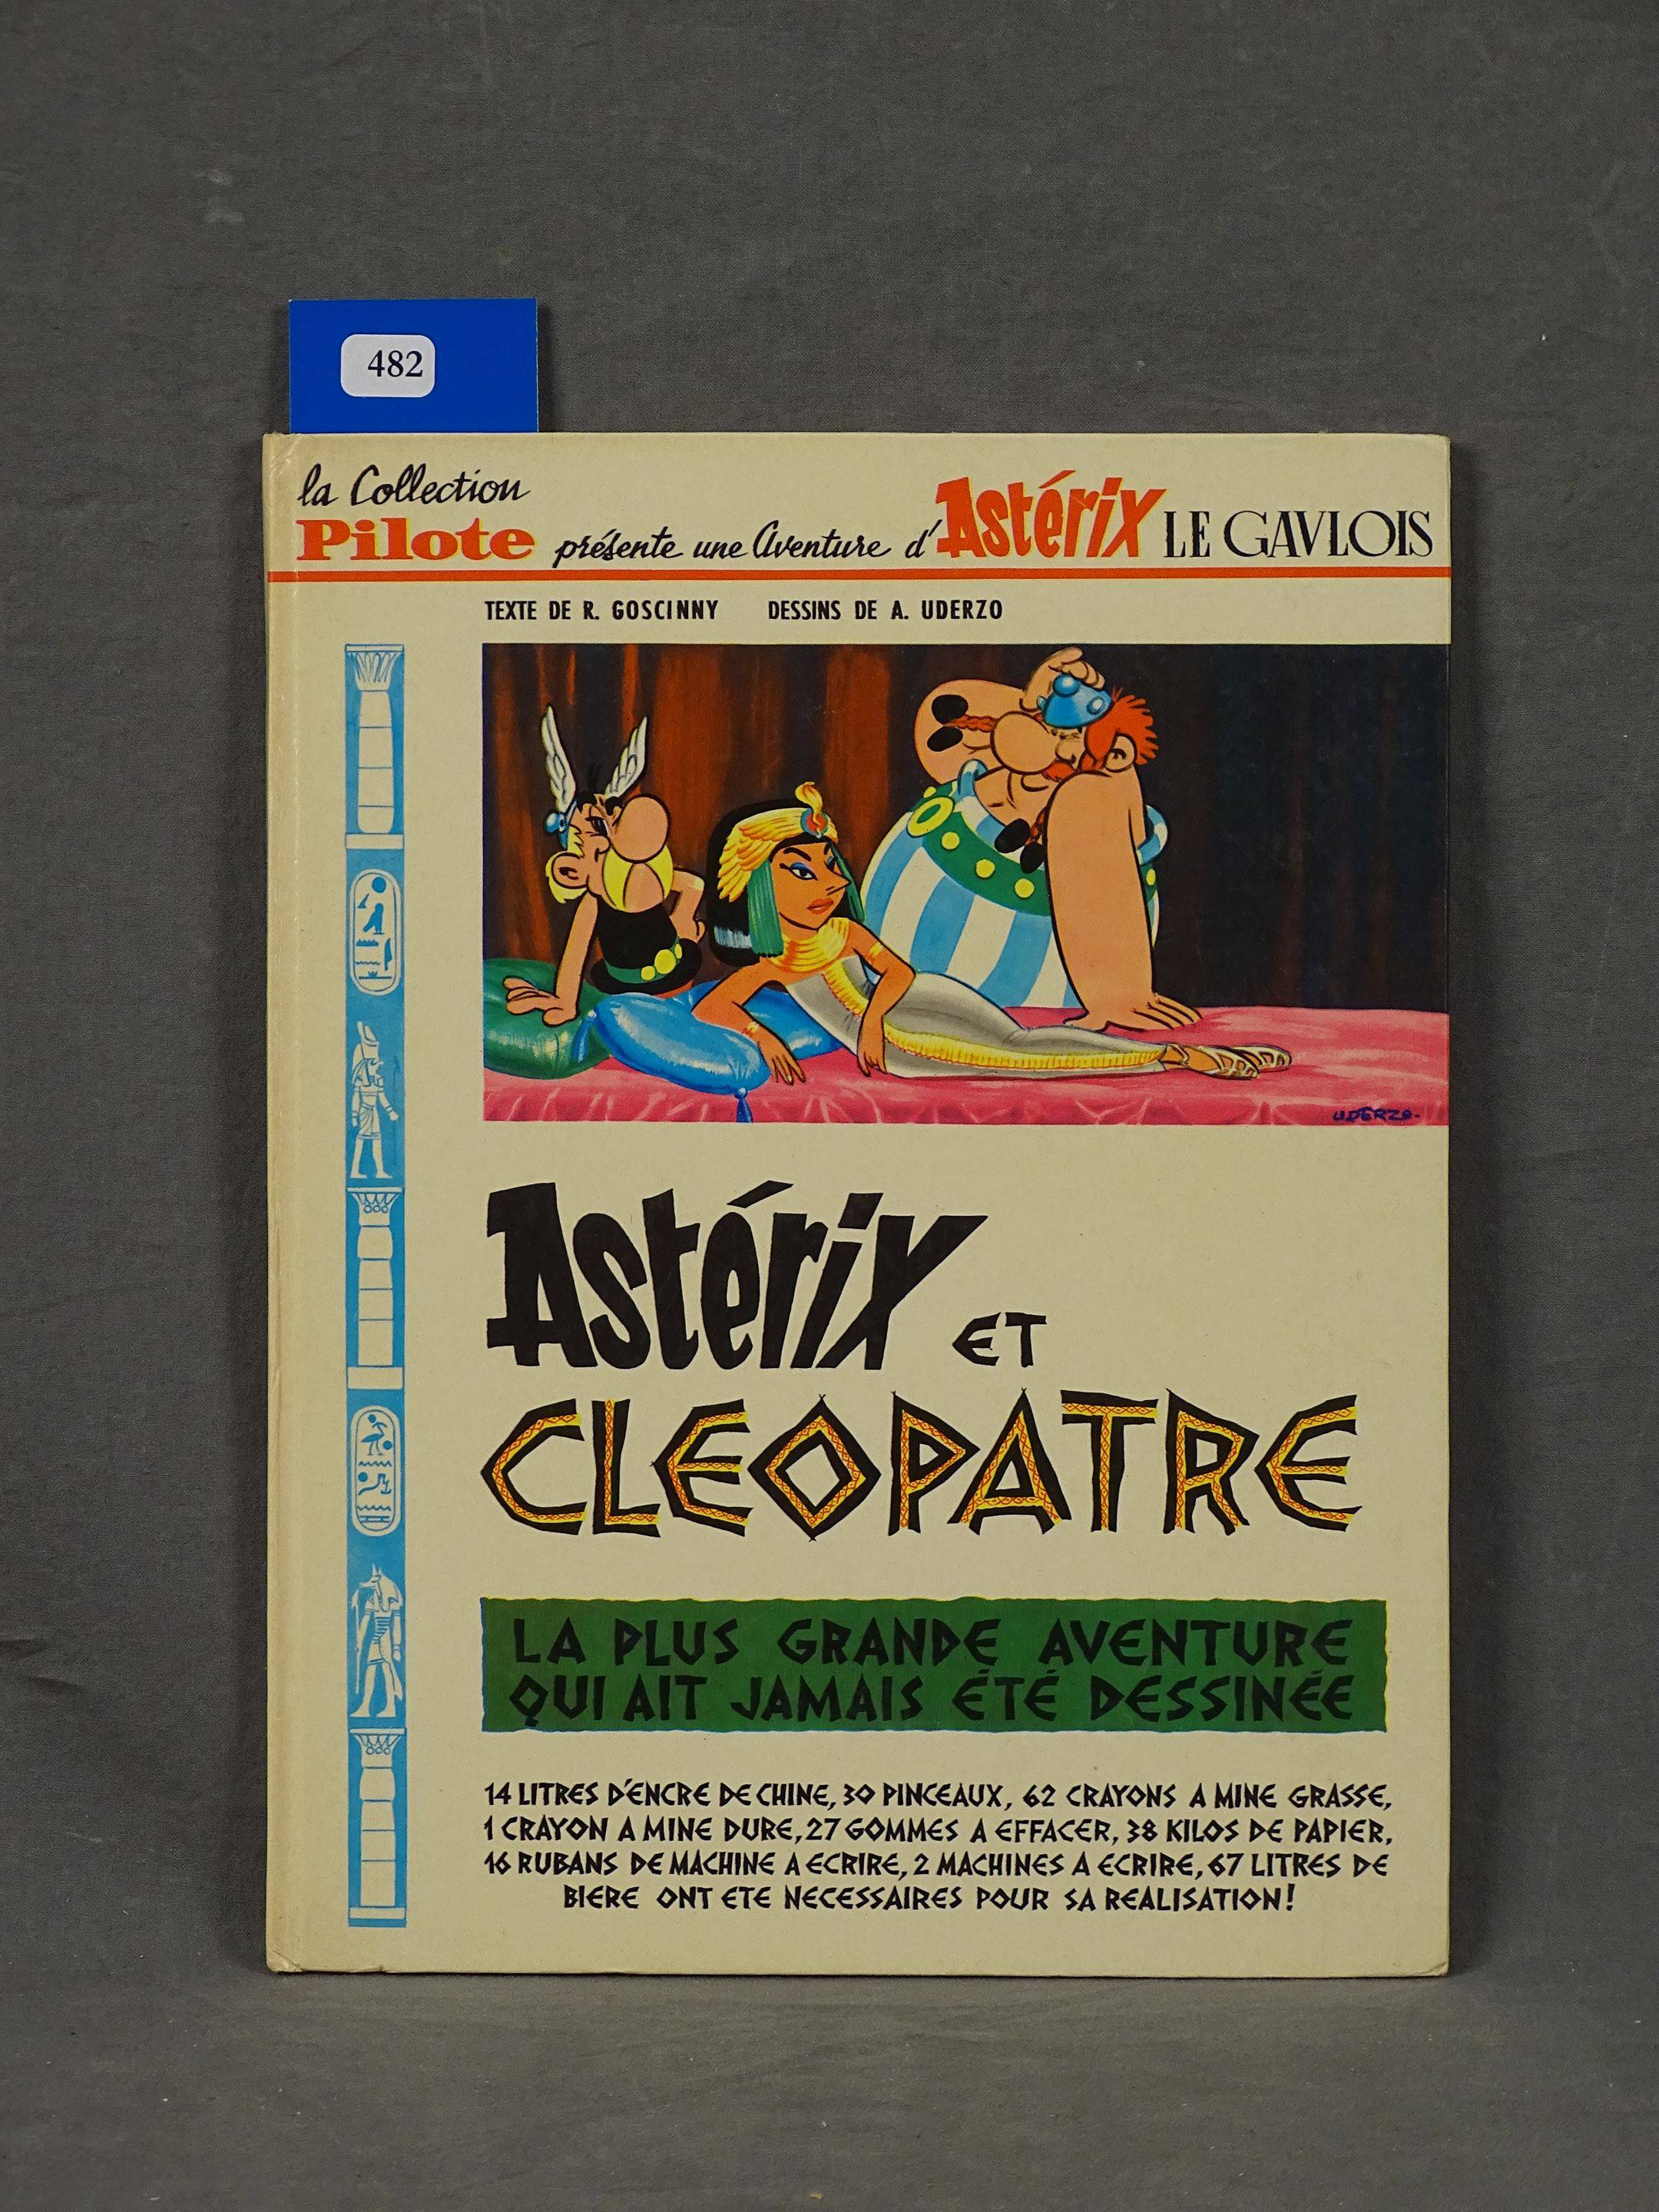 482
la Collection
Pilote présente une Aventure d'Astérix LE GAVLOIS
TEXTE DE R. GOSCINNY DESSINS DE A. UDERZO
UDERZO.
Astérix ET
CLEOPATRE
LA PLUS GRANDE AVENTURE
QUI AIT JAMAIS ÉTÉ DESSINÉE
14 LITRES D'ENCRE DE CHINE, 30 PINCEAUX, 62 CRAYONS A MINE GRASSE,
1 CRAYON A MINE DURE, 27 GOMMES A EFFACER, 38 KILOS DE PAPIER,
16 RUBANS DE MACHINE A ECRIRE, 2 MACHINES A ECRIRE, 67 LITRES DE
BIERE ONT ETE NECESSAIRES POUR SA REALISATION!